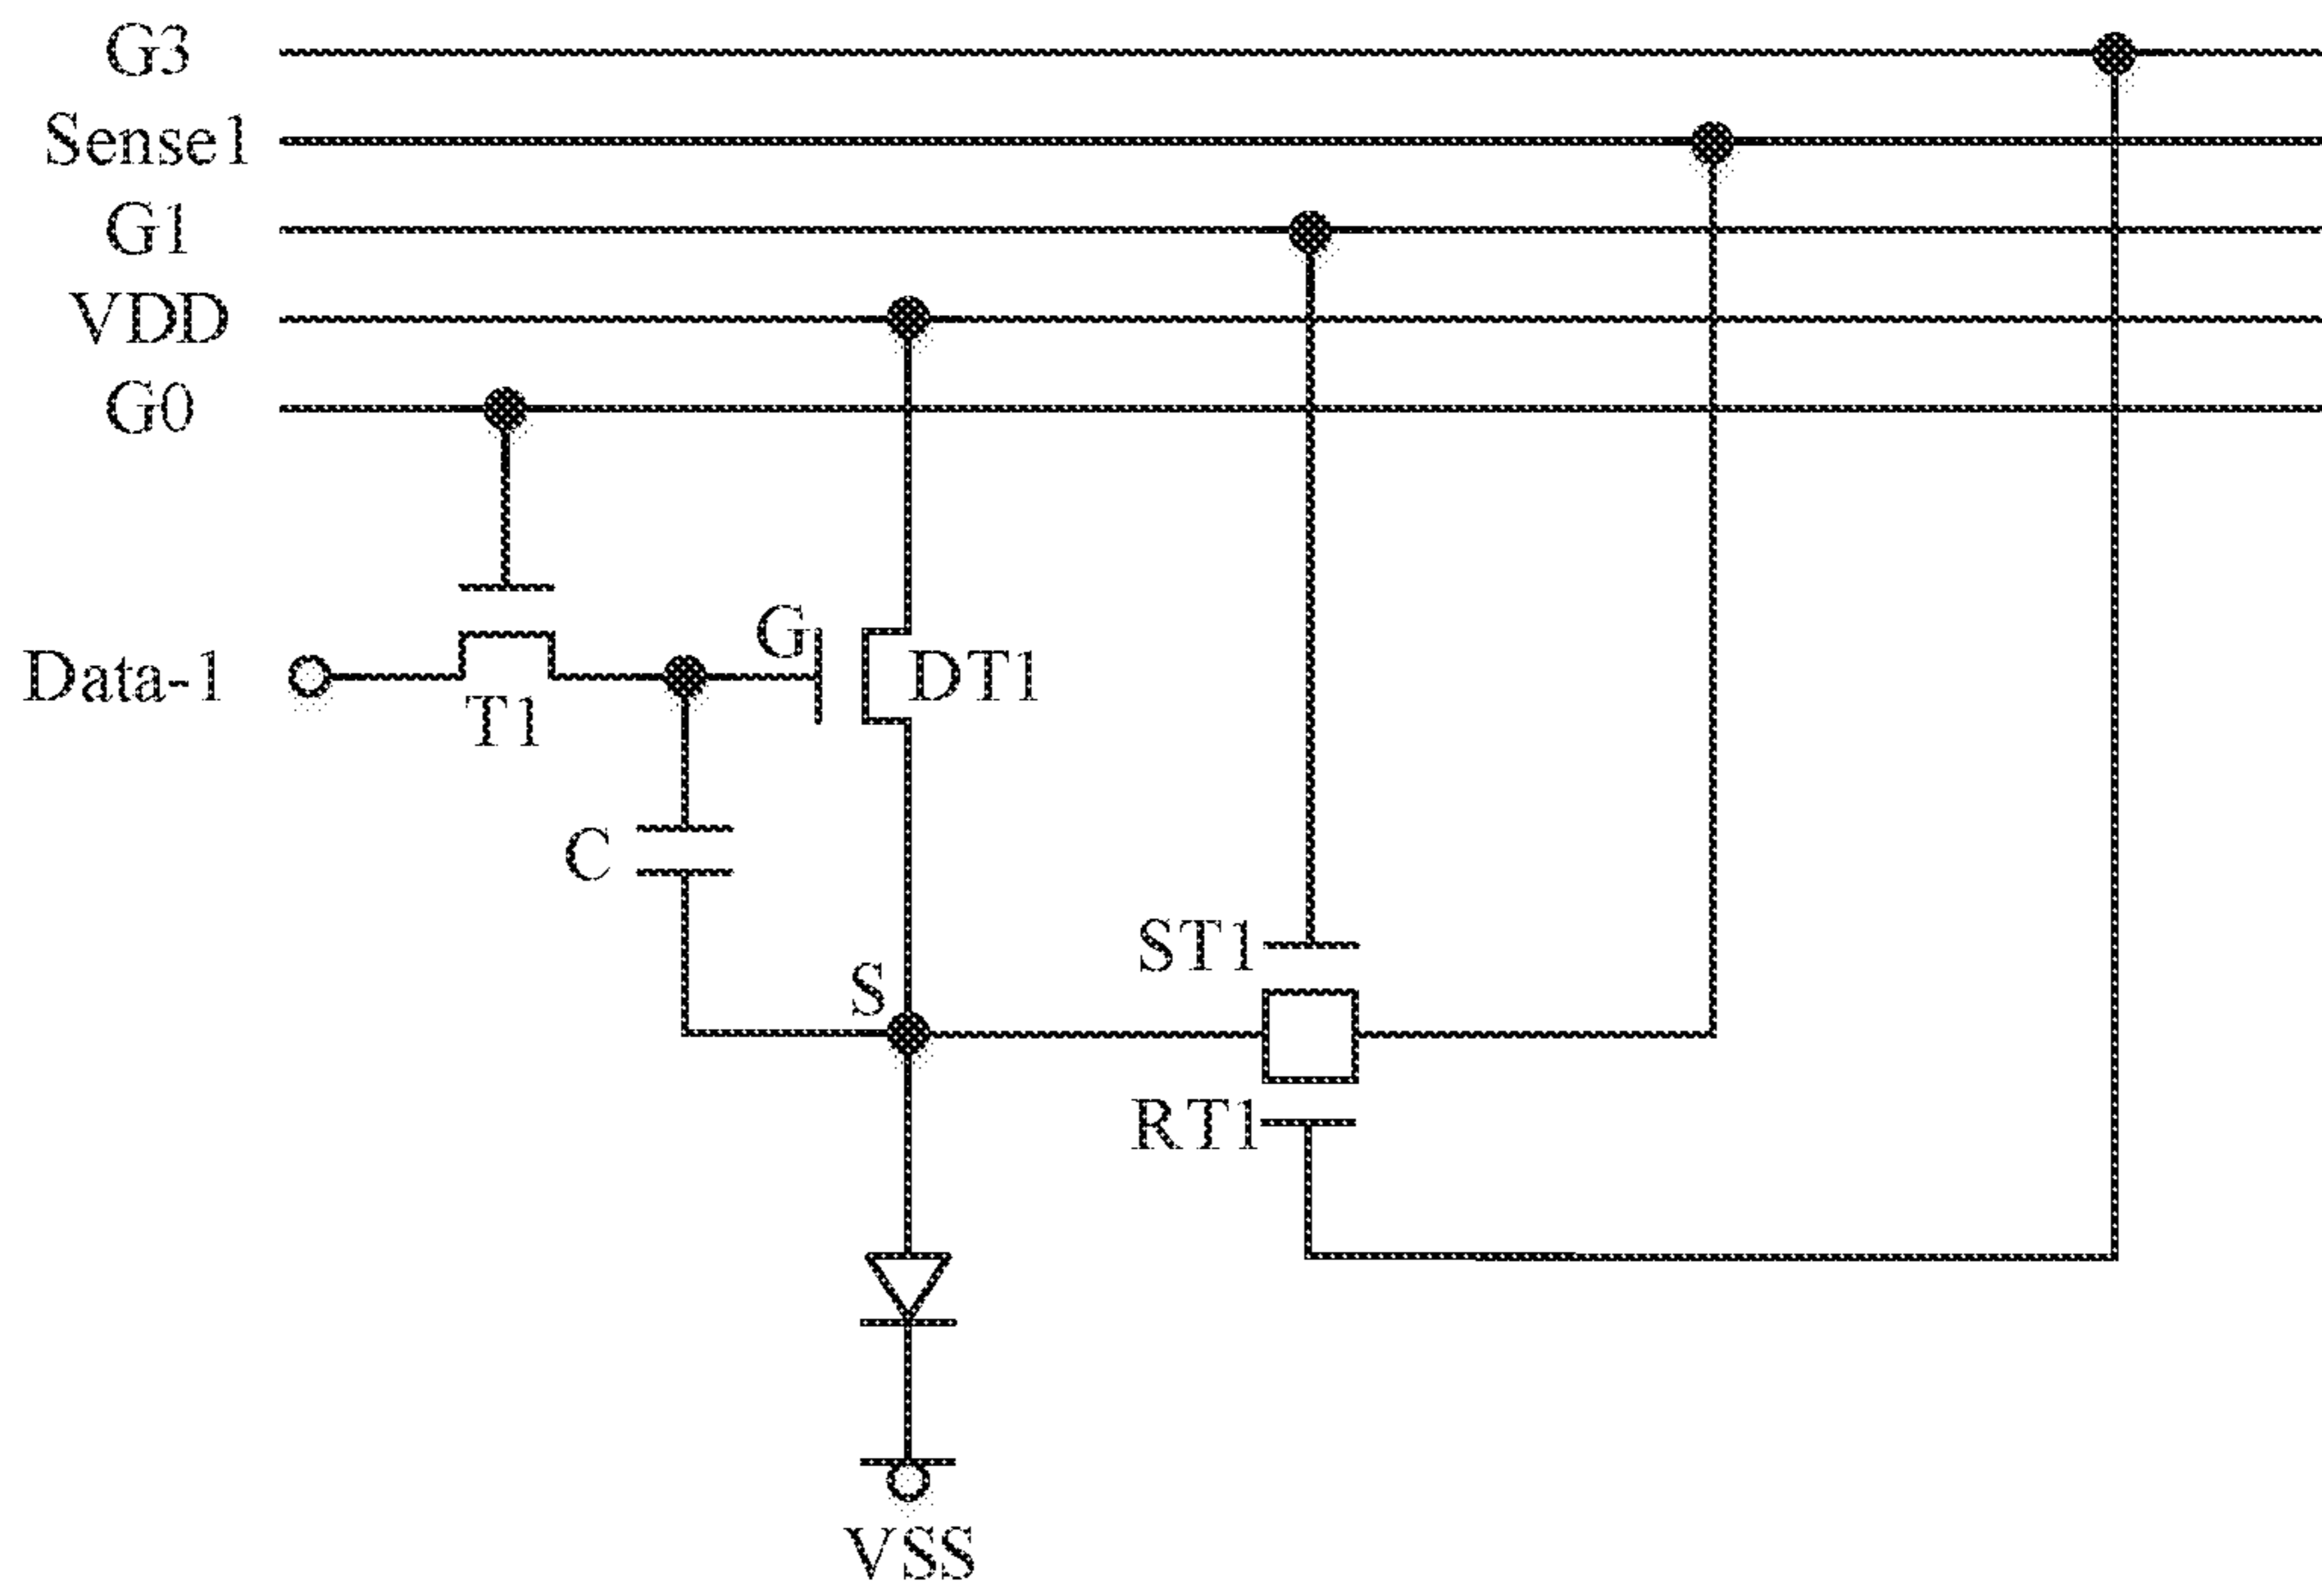 G3
Sense1
G1
VDD
G0
G
Data-1
DT1
T1
C
ST1
S
RT1
VSS